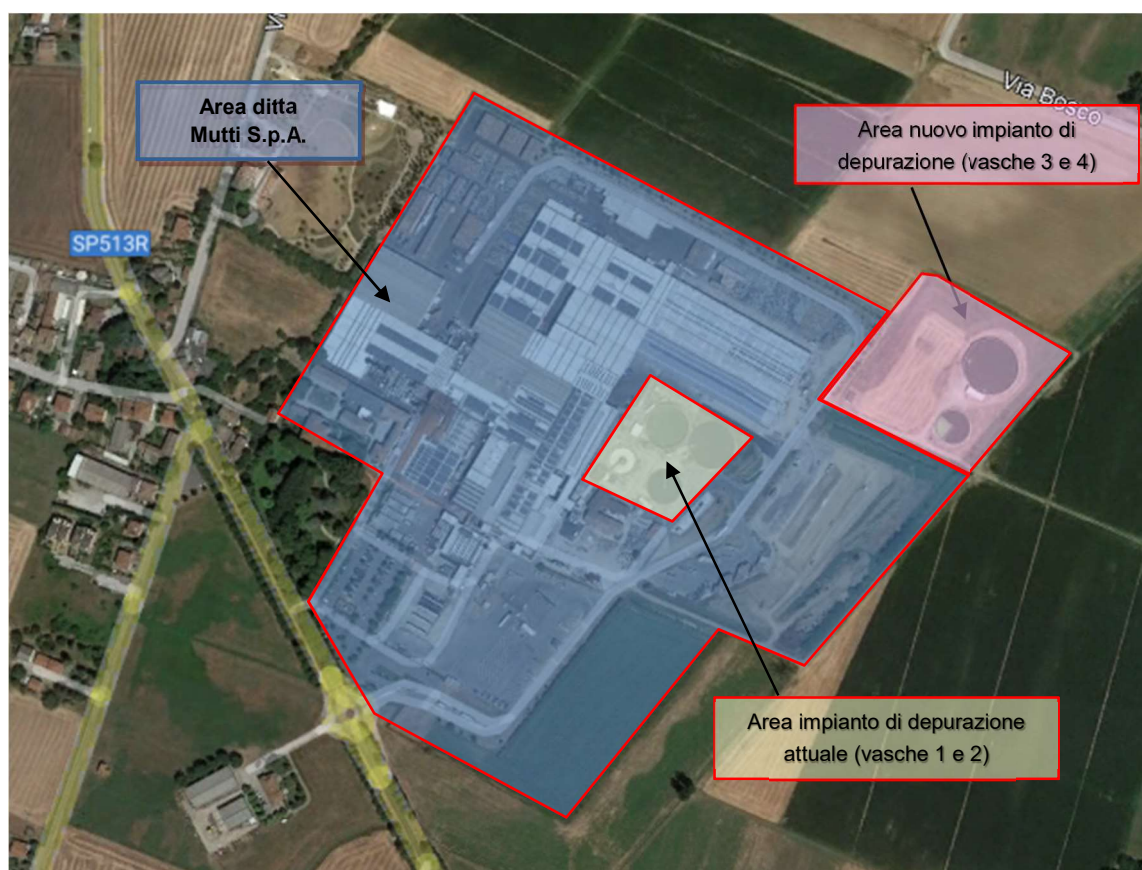 Via Bosco
Area ditta
Mutti S.p.A.
Area nuovo impianto di
depurazione (vasche 3 e 4)
SP513R
Area impianto di depurazione
attuale (vasche 1 e 2)